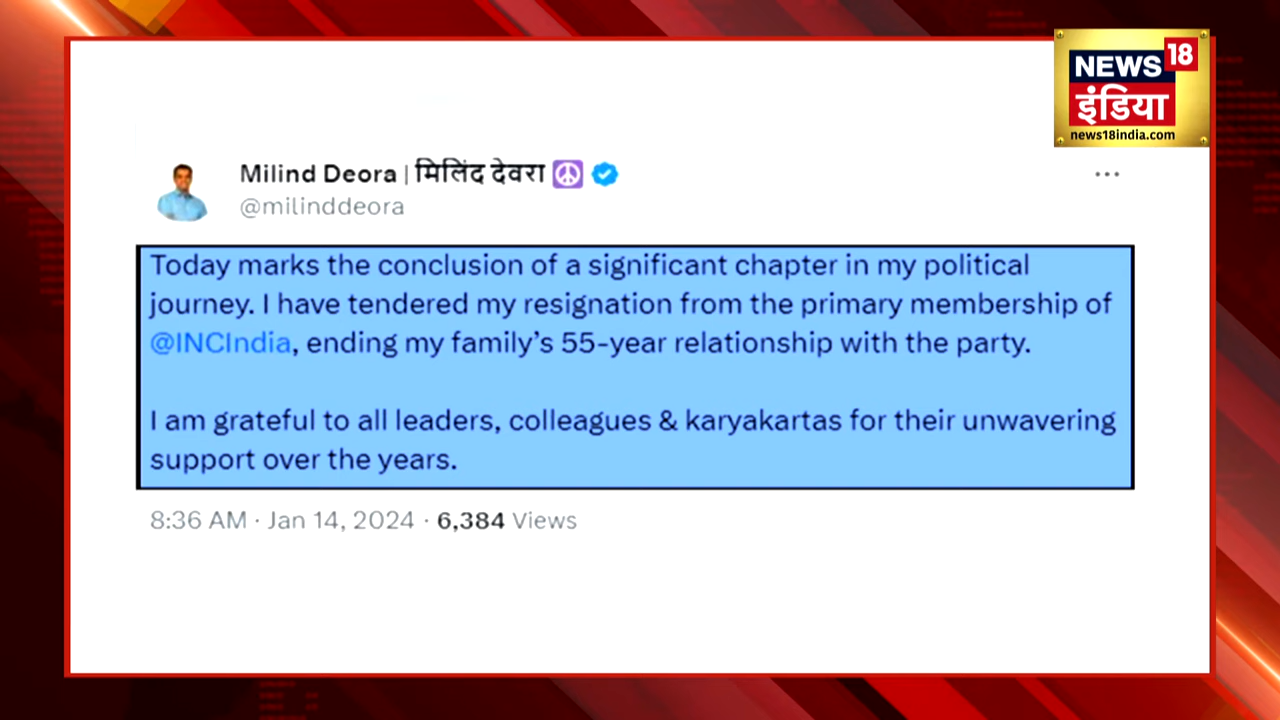 NEWS 18
इंडिया
news18india.com
Milind Deora | मिलिंद देवरा
@milinddeora
Today marks the conclusion of a significant chapter in my political
journey. I have tendered my resignation from the primary membership of
@INCIndia, ending my family’s 55-year relationship with the party.
I am grateful to all leaders, colleagues & karyakartas for their unwavering
support over the years.
8:36 AM · Jan 14, 2024 · 6,384 Views